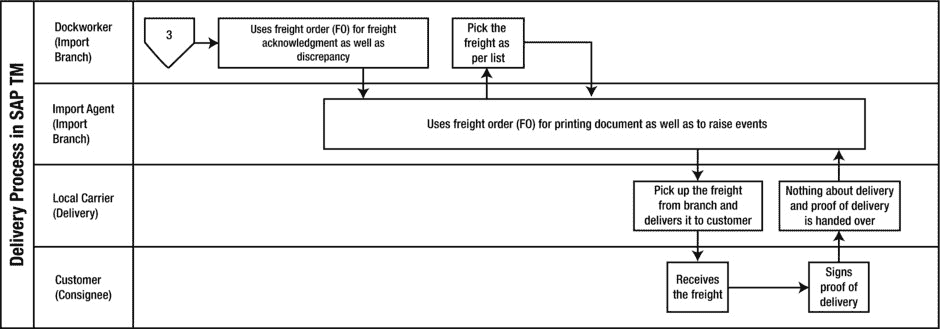 Delivery Process in SAP TM
Dockworker
(Import
Branch)
3
Uses freight order (FO) for freight
acknowledgment as well as
discrepancy
Pick the
freight as
per list
Import Agent
(Import
Branch)
Uses freight order (FO) for printing document as well as to raise events
Local Carrier
(Delivery)
Pick up the freight
from branch and
delivers it to customer
Nothing about delivery
and proof of delivery
is handed over
Customer
(Consignee)
Receives
the freight
Signs
proof of
delivery